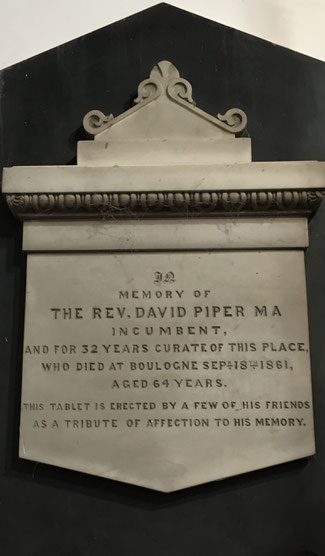 IN
MEMORY OF
THE REV. DAVID PIPER MA
INCUMBENT,
AND FOR 32 YEARS CURATE OF THIS PLACE,
WHO DIED AT BOULOGNE SEPT. 18TH 1861,
AGED 64 YEARS.
THIS TABLET IS ERECTED BY A FEW OF HIS FRIENDS
AS A TRIBUTE OF AFFECTION TO HIS MEMORY.